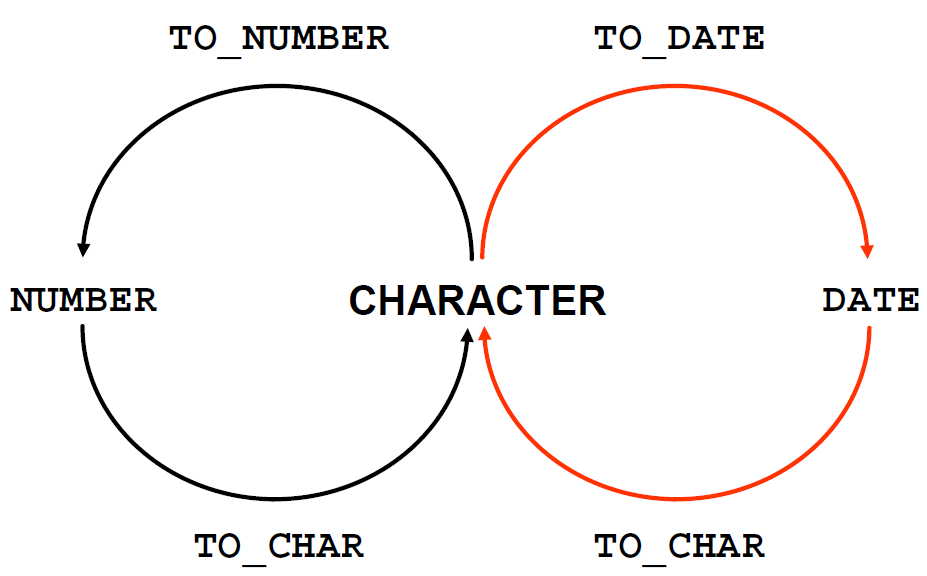 TO_NUMBER
TO_DATE
NUMBER
CHARACTER
DATE
TO_CHAR
TO_CHAR